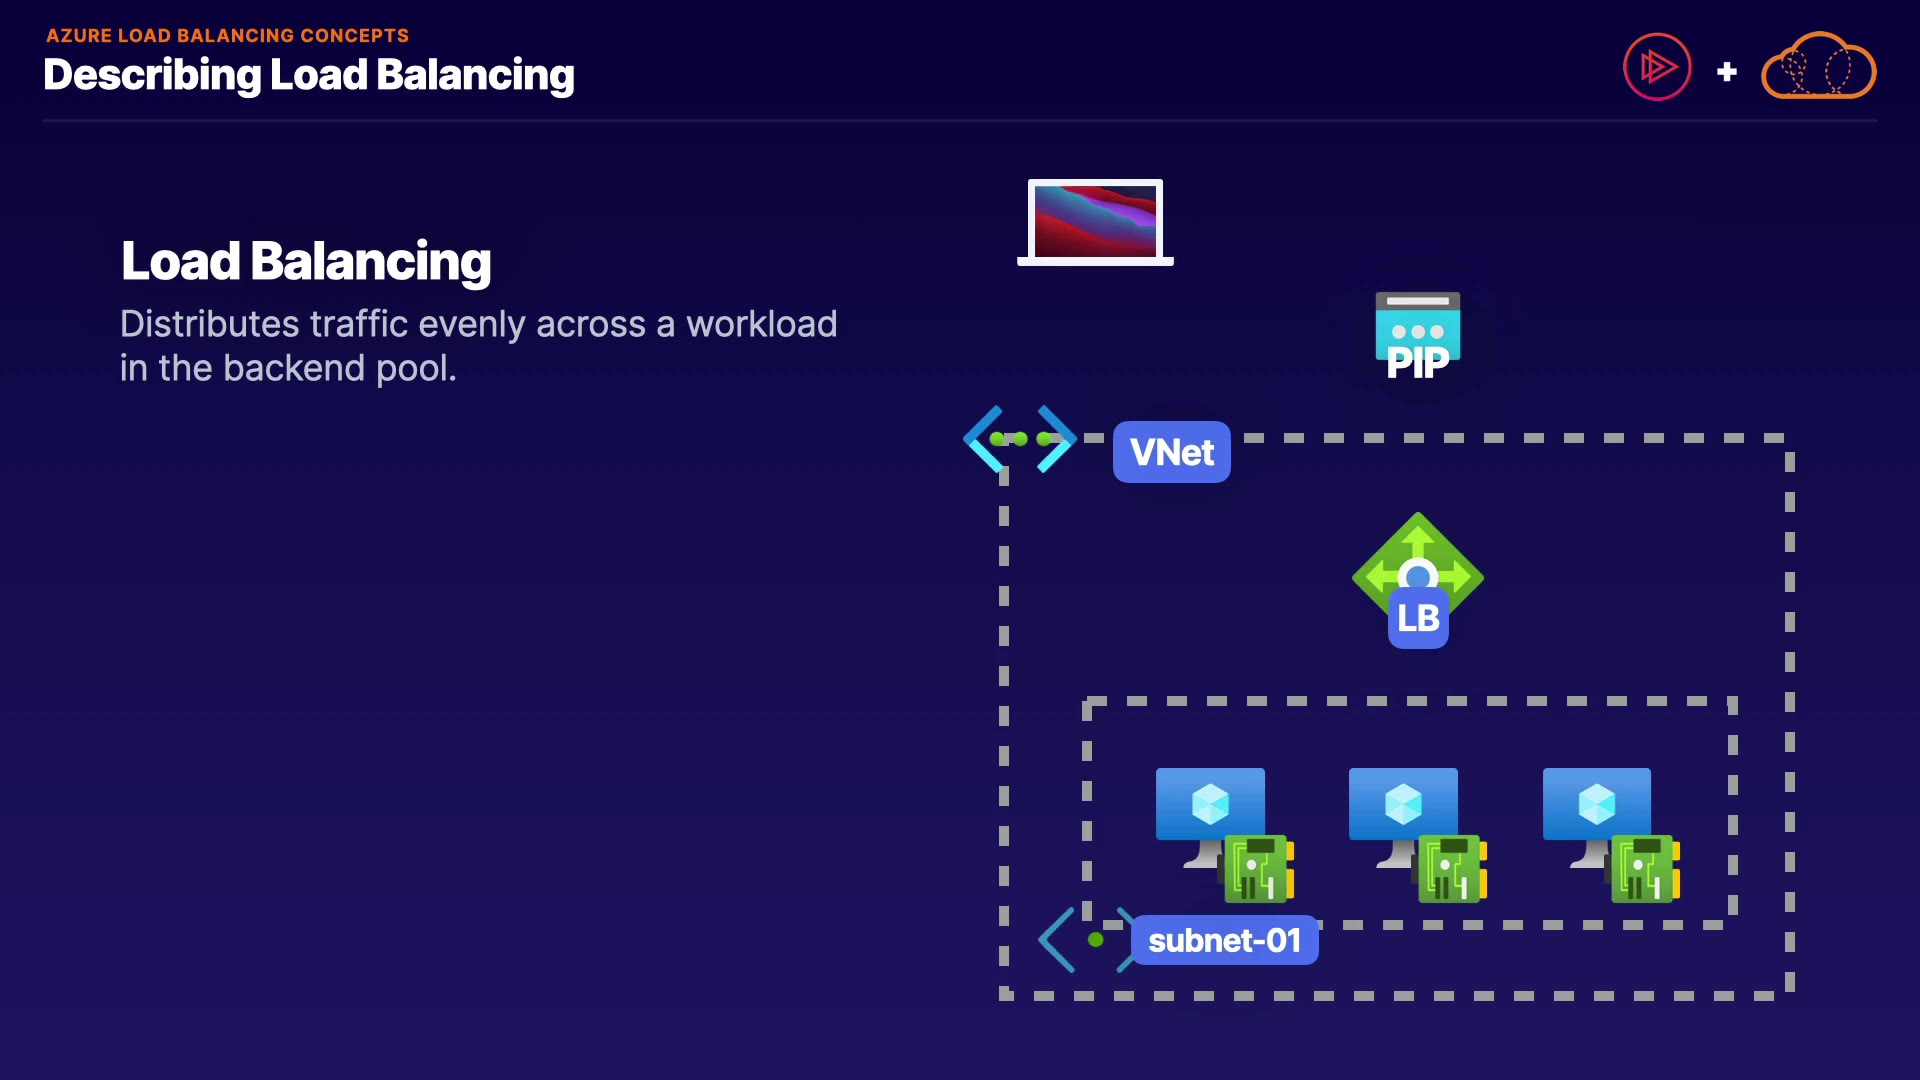 AZURE LOAD BALANCING CONCEPTS
Describing Load Balancing
Load Balancing
Distributes traffic evenly across a workload
in the backend pool.
PIP
VNet
LB
subnet-01